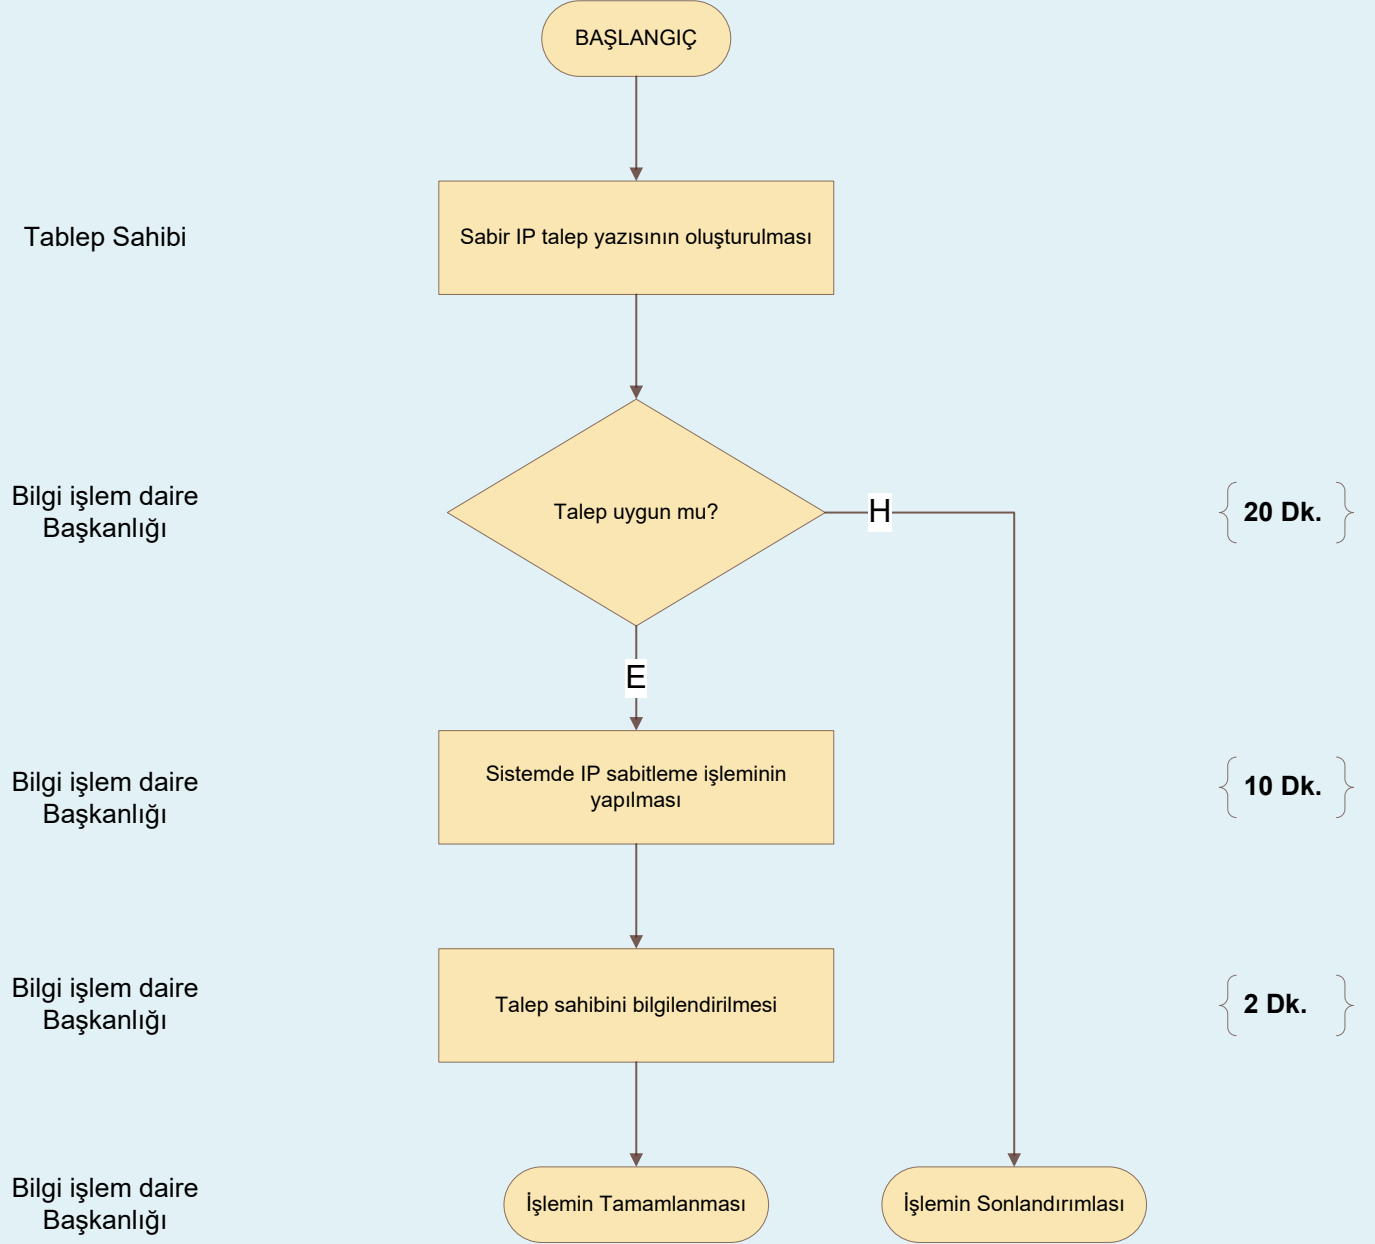 BAŞLANGIÇ
Tablep Sahibi
Sabir IP talep yazısının oluşturulması
Bilgi işlem daire
Başkanlığı
Talep uygun mu?
H
20 Dk.
E
Bilgi işlem daire
Başkanlığı
Sistemde IP sabitleme işleminin
yapılması
10 Dk.
Bilgi işlem daire
Başkanlığı
Talep sahibini bilgilendirilmesi
2 Dk.
Bilgi işlem daire
Başkanlığı
İşlemin Tamamlanması
İşlemin Sonlandırımlası